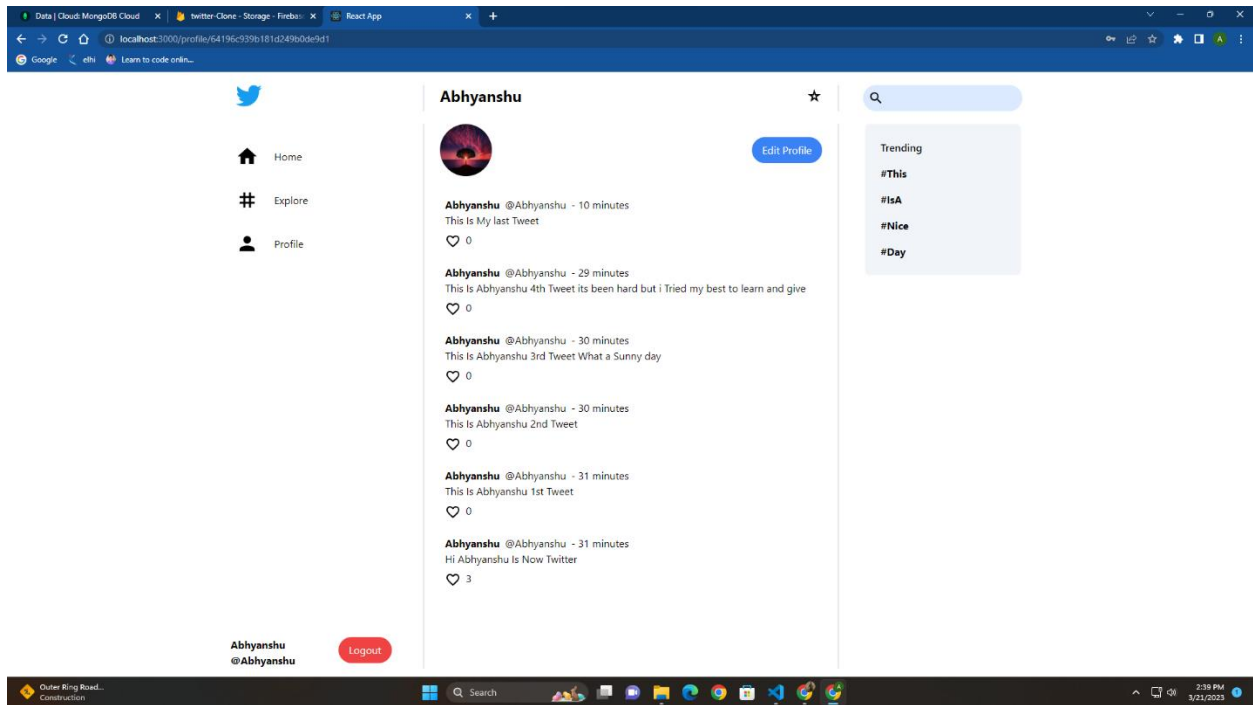 Data | Cloud: MongoDB Cloud
twitter-Clone - Storage - Firebas
React App
localhost:3000/profile/64196c939b181d249b0de9d1
Google
elhi
Learn to code onlin...
Abhyanshu
Edit Profile
Home
Explore
Profile
Abhyanshu @Abhyanshu - 10 minutes
This Is My last Tweet
0
Abhyanshu @Abhyanshu - 29 minutes
This Is Abhyanshu 4th Tweet its been hard but i Tried my best to learn and give
0
Abhyanshu @Abhyanshu - 30 minutes
This Is Abhyanshu 3rd Tweet What a Sunny day
0
Abhyanshu @Abhyanshu - 30 minutes
This Is Abhyanshu 2nd Tweet
0
Abhyanshu @Abhyanshu - 31 minutes
This Is Abhyanshu 1st Tweet
0
Abhyanshu @Abhyanshu - 31 minutes
Hi Abhyanshu Is Now Twitter
3
Trending
#This
#IsA
#Nice
#Day
Abhyanshu
@Abhyanshu
Logout
Outer Ring Road...
Construction
Search
2:39 PM
3/21/2023
A